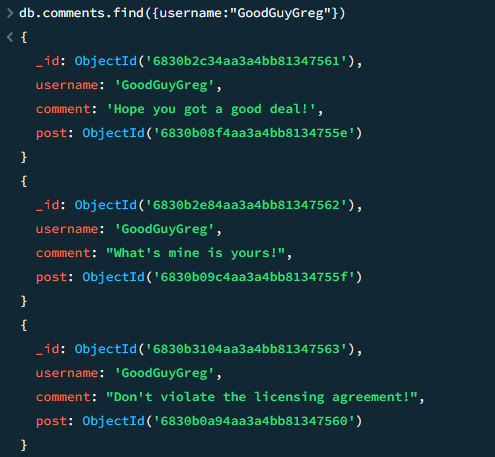 > db.comments.find({username:"GoodGuyGreg"})
< {
_id: ObjectId('6830b2c34aa3a4bb81347561'),
username: 'GoodGuyGreg',
comment: 'Hope you got a good deal!',
post: ObjectId('6830b08f4aa3a4bb8134755e')
}
{
_id: ObjectId('6830b2e84aa3a4bb81347562'),
username: 'GoodGuyGreg',
comment: "What's mine is yours!",
post: ObjectId('6830b09c4aa3a4bb8134755f')
}
{
_id: ObjectId('6830b3104aa3a4bb81347563'),
username: 'GoodGuyGreg',
comment: "Don't violate the licensing agreement!",
post: ObjectId('6830b0a94aa3a4bb81347560')
}